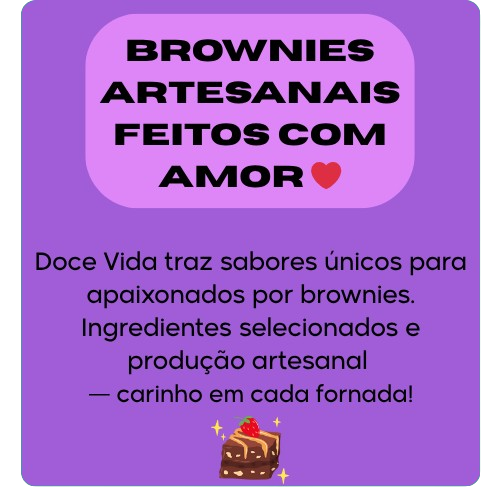 BROWNIES
ARTESANAIS
FEITOS COM
AMOR ❤️
Doce Vida traz sabores únicos para
apaixonados por brownies.
Ingredientes selecionados e
produção artesanal
— carinho em cada fornada!